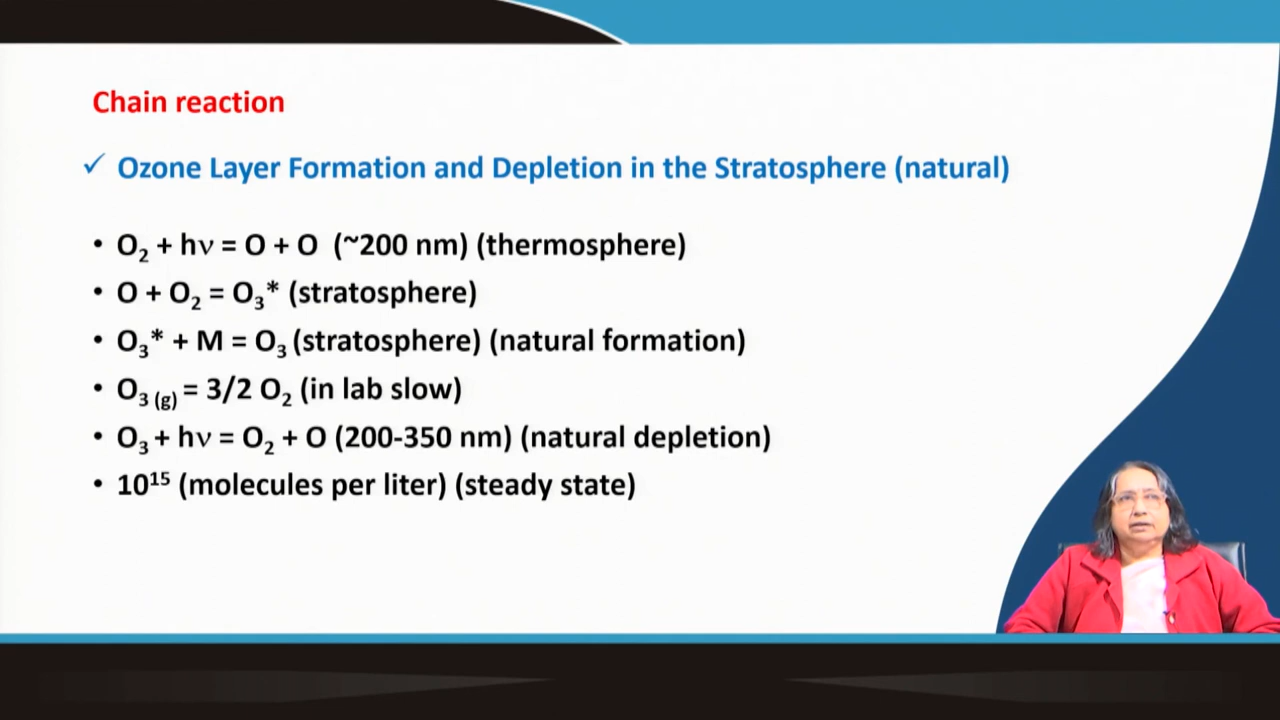 Chain reaction
✓ Ozone Layer Formation and Depletion in the Stratosphere (natural)
• O₂ + hν = O + O (~200 nm) (thermosphere)
• O + O₂ = O₃* (stratosphere)
• O₃* + M = O₃ (stratosphere) (natural formation)
• O₃ (g) = 3/2 O₂ (in lab slow)
• O₃ + hν = O₂ + O (200-350 nm) (natural depletion)
• 10¹⁵ (molecules per liter) (steady state)